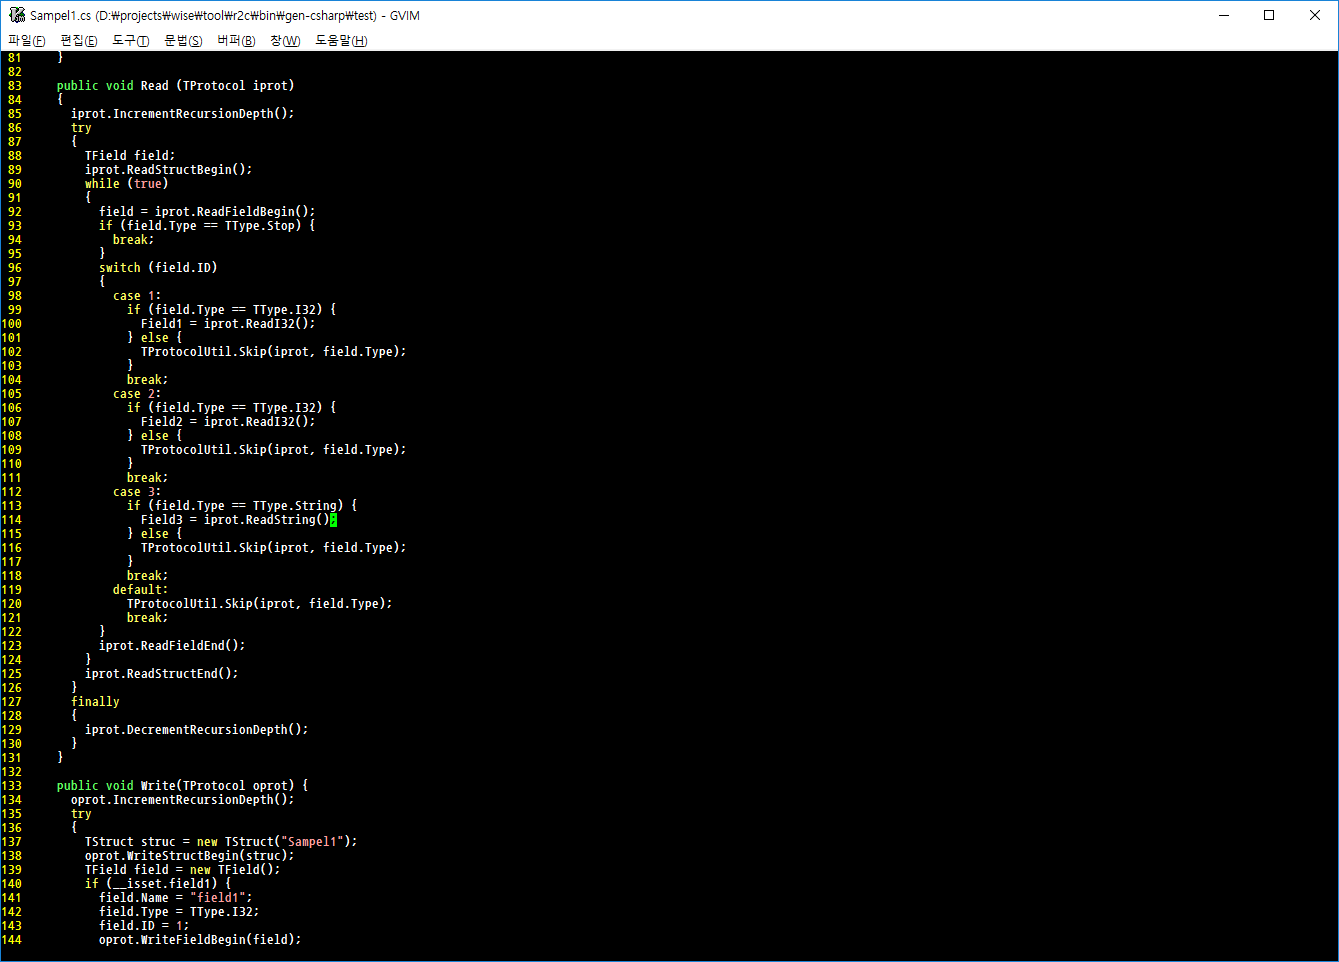 Sampel1.cs (D:\projects\wise\tool\r2c\bin\gen-csharp\test) - GVIM
파일(F) 편집(E) 도구(T) 문법(S) 버퍼(B) 창(W) 도움말(H)
81     }
82
83     public void Read (TProtocol iprot)
84     {
85       iprot.IncrementRecursionDepth();
86       try
87       {
88         TField field;
89         iprot.ReadStructBegin();
90         while (true)
91         {
92           field = iprot.ReadFieldBegin();
93           if (field.Type == TType.Stop) {
94             break;
95           }
96           switch (field.ID)
97           {
98             case 1:
99               if (field.Type == TType.I32) {
100                 Field1 = iprot.ReadI32();
101               } else {
102                 TProtocolUtil.Skip(iprot, field.Type);
103               }
104               break;
105             case 2:
106               if (field.Type == TType.I32) {
107                 Field2 = iprot.ReadI32();
108               } else {
109                 TProtocolUtil.Skip(iprot, field.Type);
110               }
111               break;
112             case 3:
113               if (field.Type == TType.String) {
114                 Field3 = iprot.ReadString();
115               } else {
116                 TProtocolUtil.Skip(iprot, field.Type);
117               }
118               break;
119             default:
120               TProtocolUtil.Skip(iprot, field.Type);
121               break;
122           }
123           iprot.ReadFieldEnd();
124         }
125         iprot.ReadStructEnd();
126       }
127       finally
128       {
129         iprot.DecrementRecursionDepth();
130       }
131     }
132
133     public void Write(TProtocol oprot) {
134       oprot.IncrementRecursionDepth();
135       try
136       {
137         TStruct struc = new TStruct("Sampel1");
138         oprot.WriteStructBegin(struc);
139         TField field = new TField();
140         if (__isset.field1) {
141           field.Name = "field1";
142           field.Type = TType.I32;
143           field.ID = 1;
144           oprot.WriteFieldBegin(field);